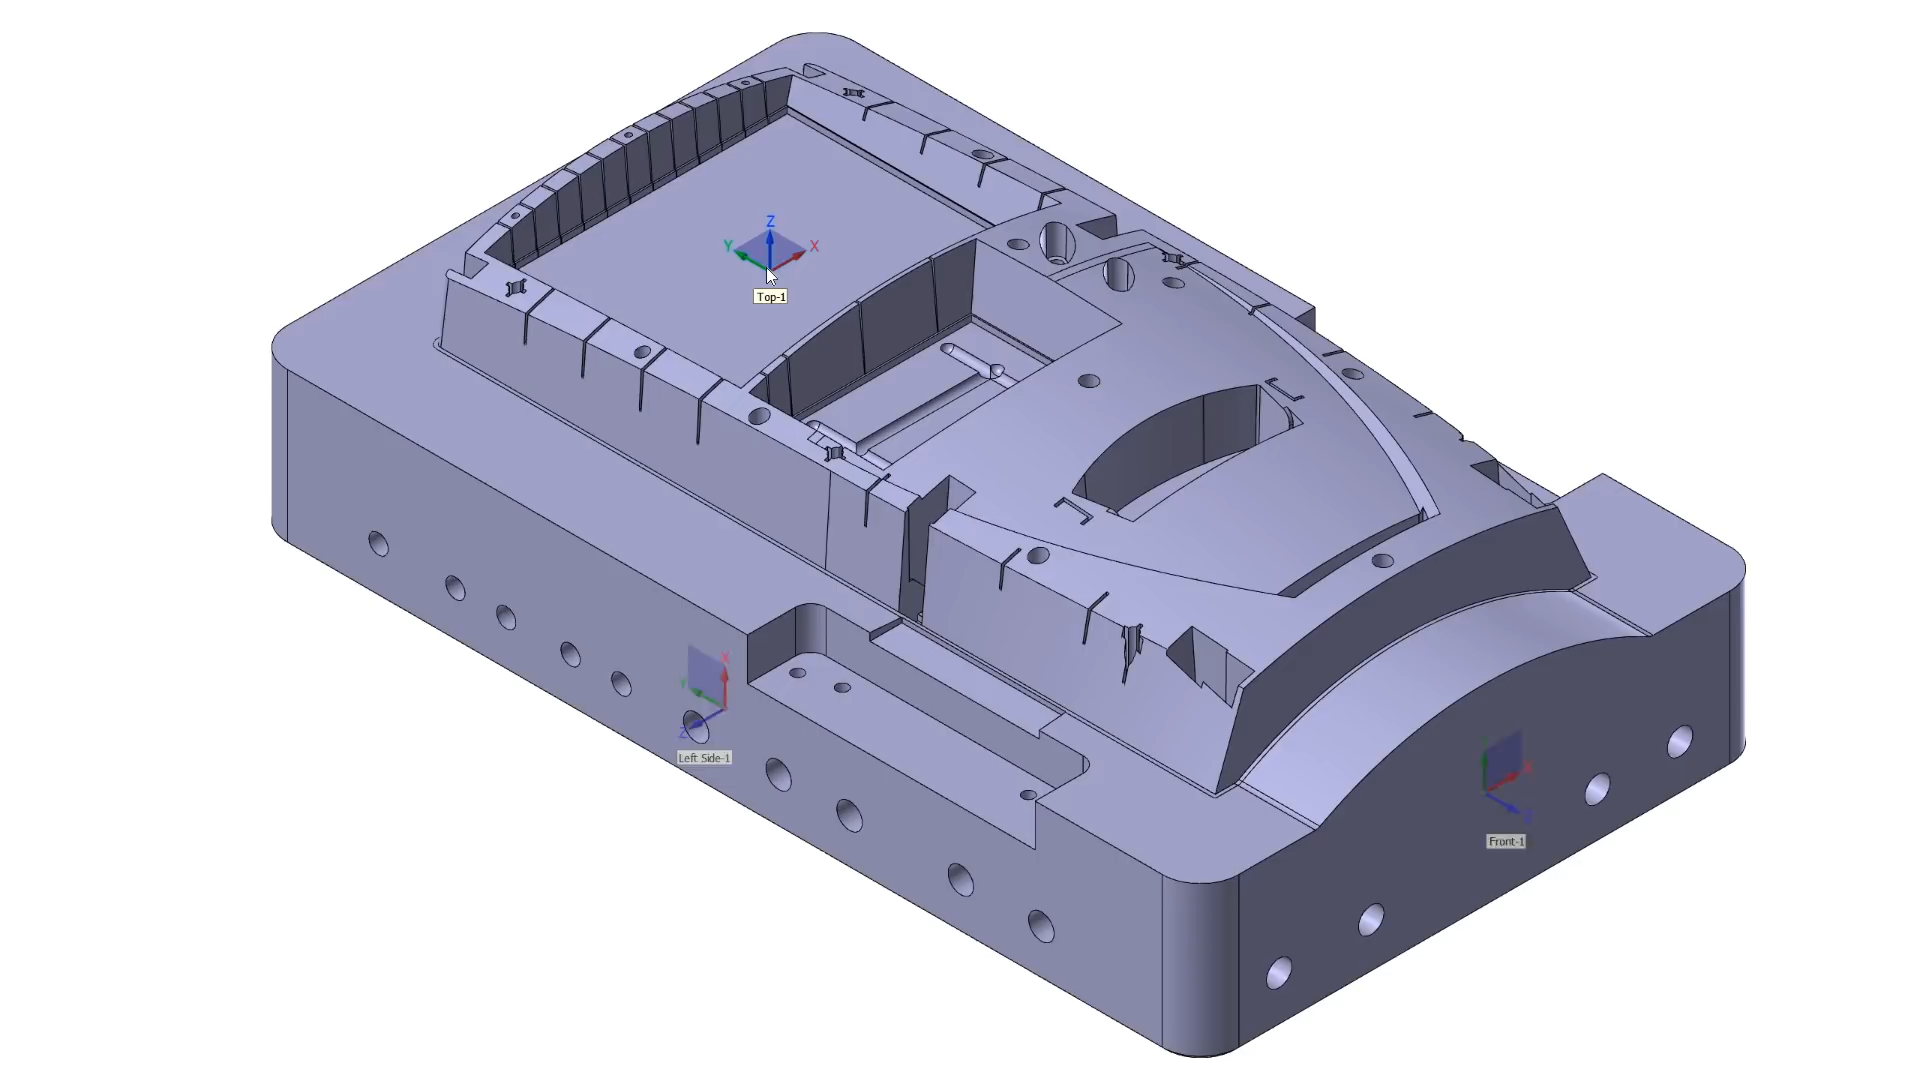 Z
Y X
Top-1
X
Y
Z
Left Side-1
X
Front-1